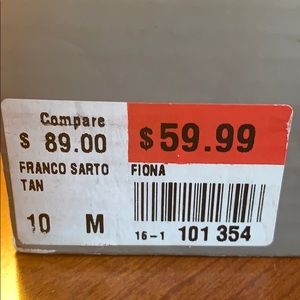 Compare
$ 89.00 $59.99
FRANCO SARTO FIONA
TAN
10 M 16-1 101 354